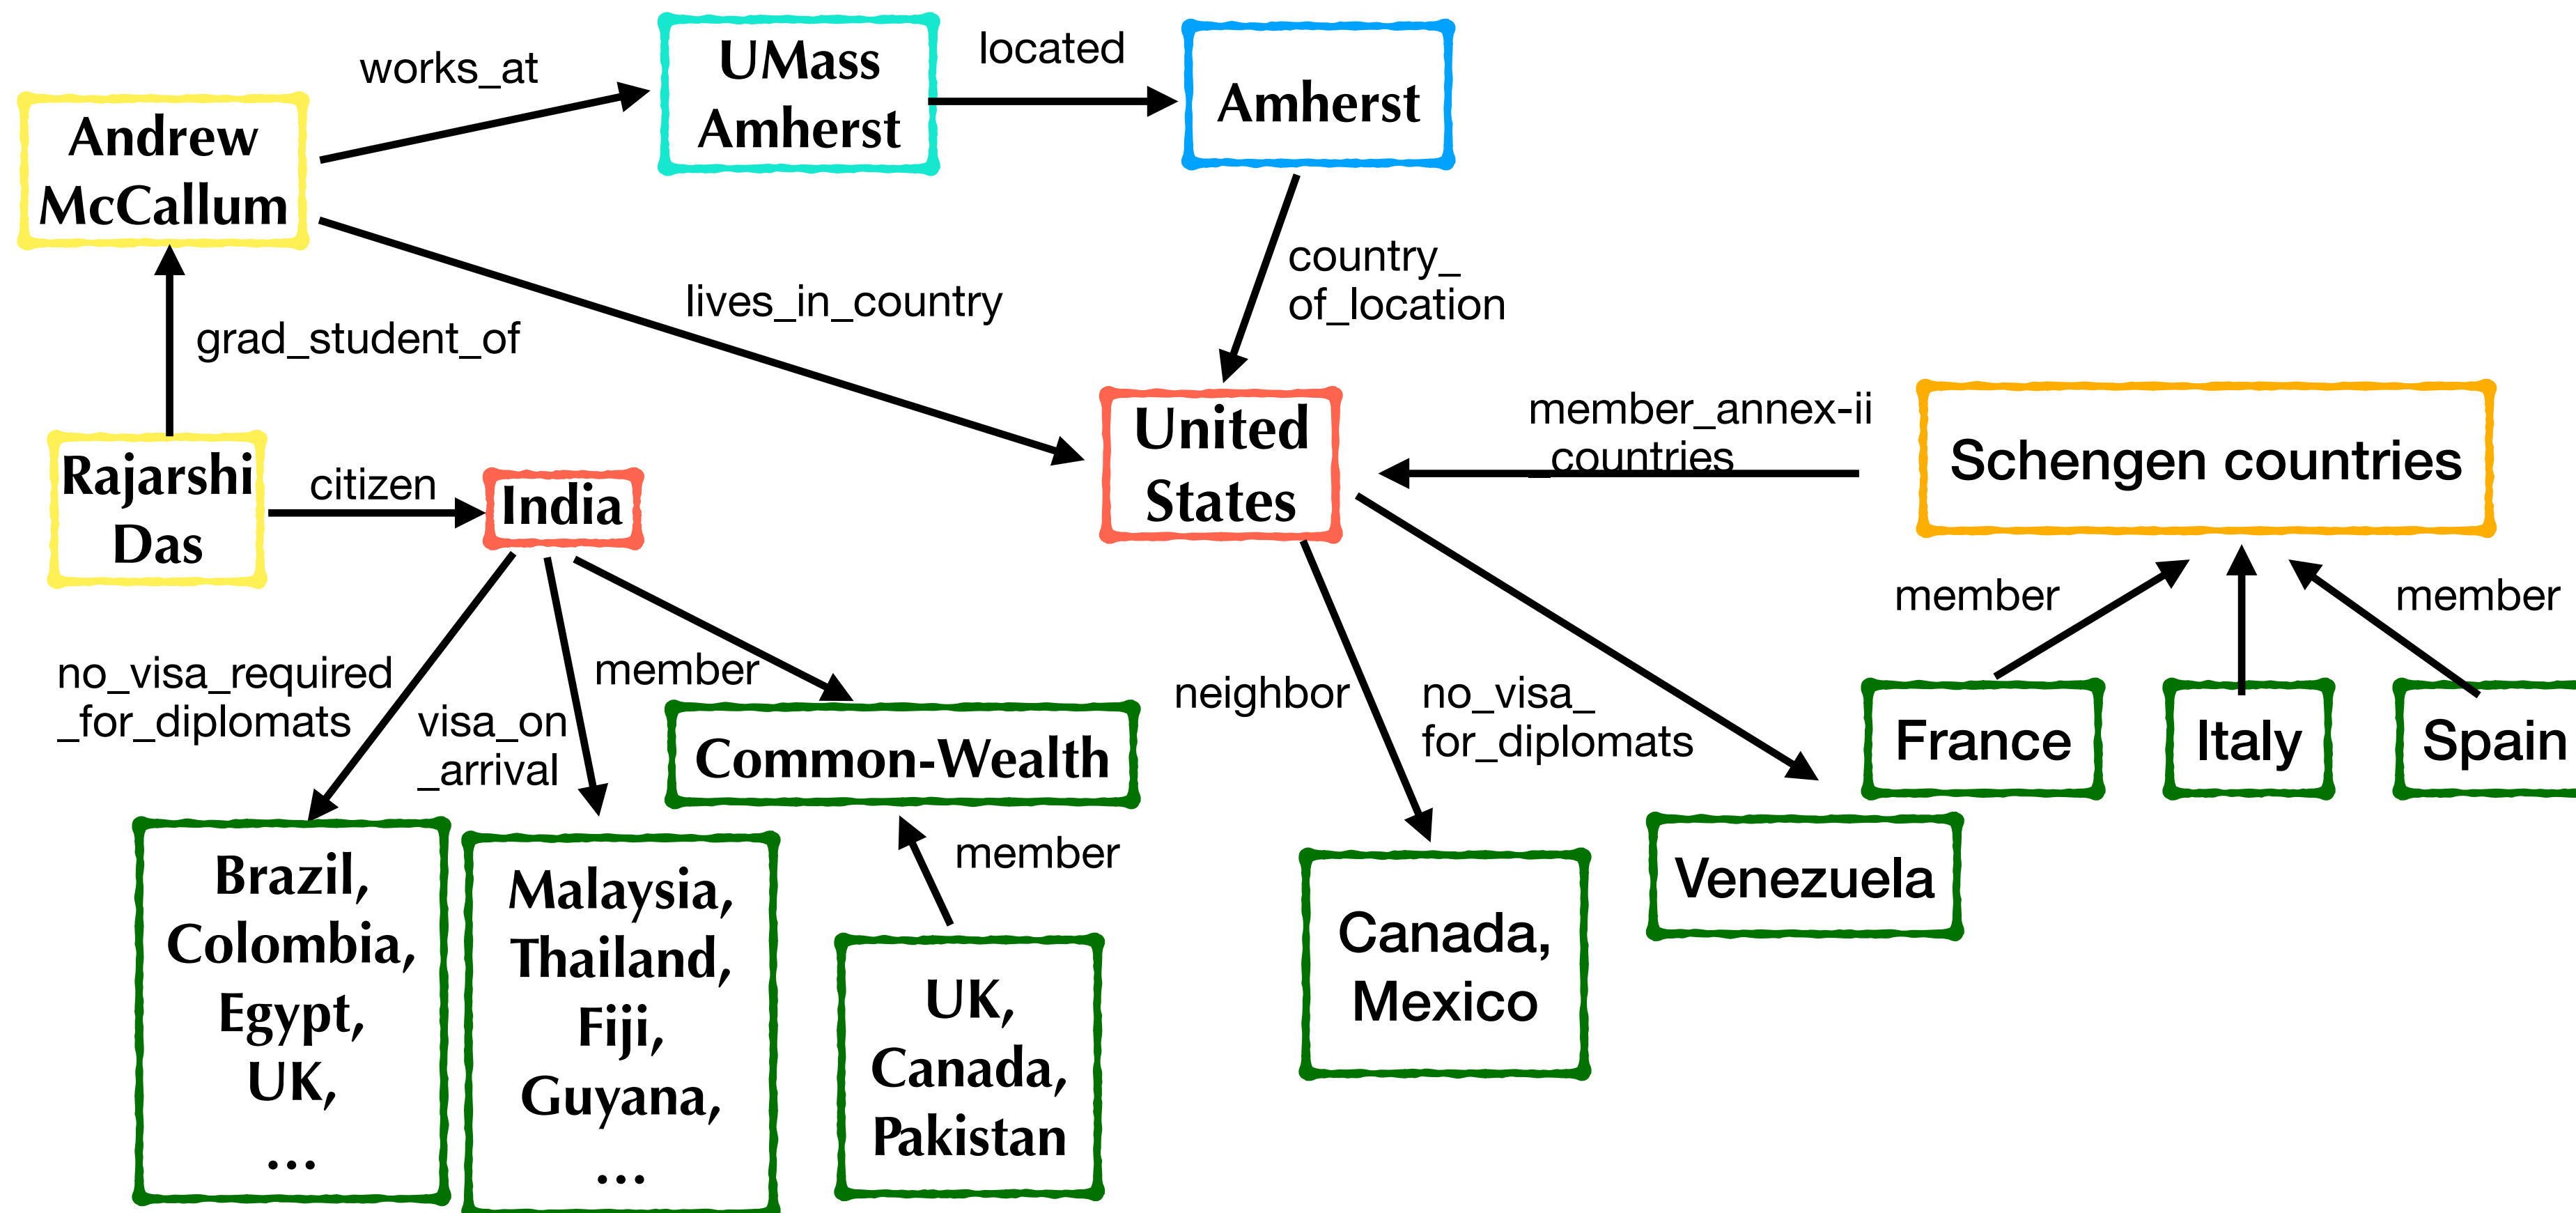 works_at
UMass
Amherst
located
Amherst
Andrew
McCallum
country_
of_location
lives_in_country
grad_student_of
member_annex-ii
_countries
United
States
Schengen countries
Rajarshi
Das
citizen
India
member
member
no_visa_required
_for_diplomats
visa_on
_arrival
member
Common-Wealth
neighbor
no_visa_
for_diplomats
France
Italy
Spain
Brazil,
Colombia,
Egypt,
UK,
...
Malaysia,
Thailand,
Fiji,
Guyana,
...
member
UK,
Canada,
Pakistan
Canada,
Mexico
Venezuela